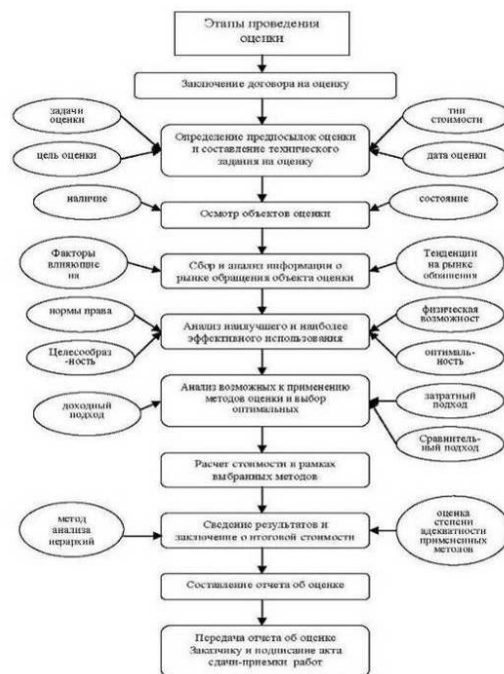 Этапы проведения
оценки
Заключение договора на оценку
задачи
оценки
тип
стоимости
Определение предпосылок оценки
и составление технического
задания на оценку
цель оценки
дата оценки
наличие
состояние
Осмотр объектов оценки
Факторы
влияющие
на
Сбор и анализ информации о
рынке обращения объекта оценки
Тенденции
на рынке
обращения
нормы права
физическая
возможност
Анализ наилучшего и наиболее
эффективного использования
Целесообраз
-ность
оптималь-
ность
Анализ возможных к применению
методов оценки и выбор
оптимальных
доходный
подход
затратный
подход
Сравнитель-
ный подход
Расчет стоимости в рамках
выбранных методов
метод
анализа
иерархий
Сведение результатов и
заключение о итоговой стоимости
оценка
степени
адекватности
примененных
методов
Составление отчета об оценке
Передача отчета об оценке
Заказчику и подписание акта
сдачи-приемки работ